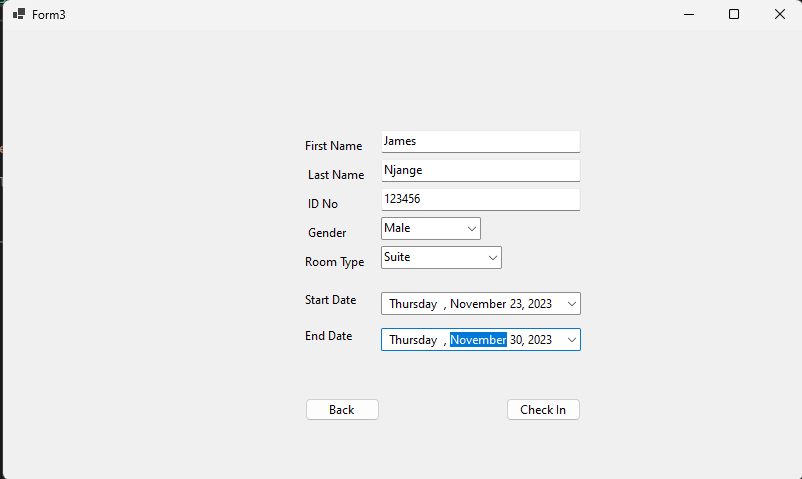 Form3
First Name James
Last Name Njange
ID No 123456
Gender Male
Room Type Suite
Start Date Thursday , November 23, 2023
End Date Thursday , November 30, 2023
Back Check In